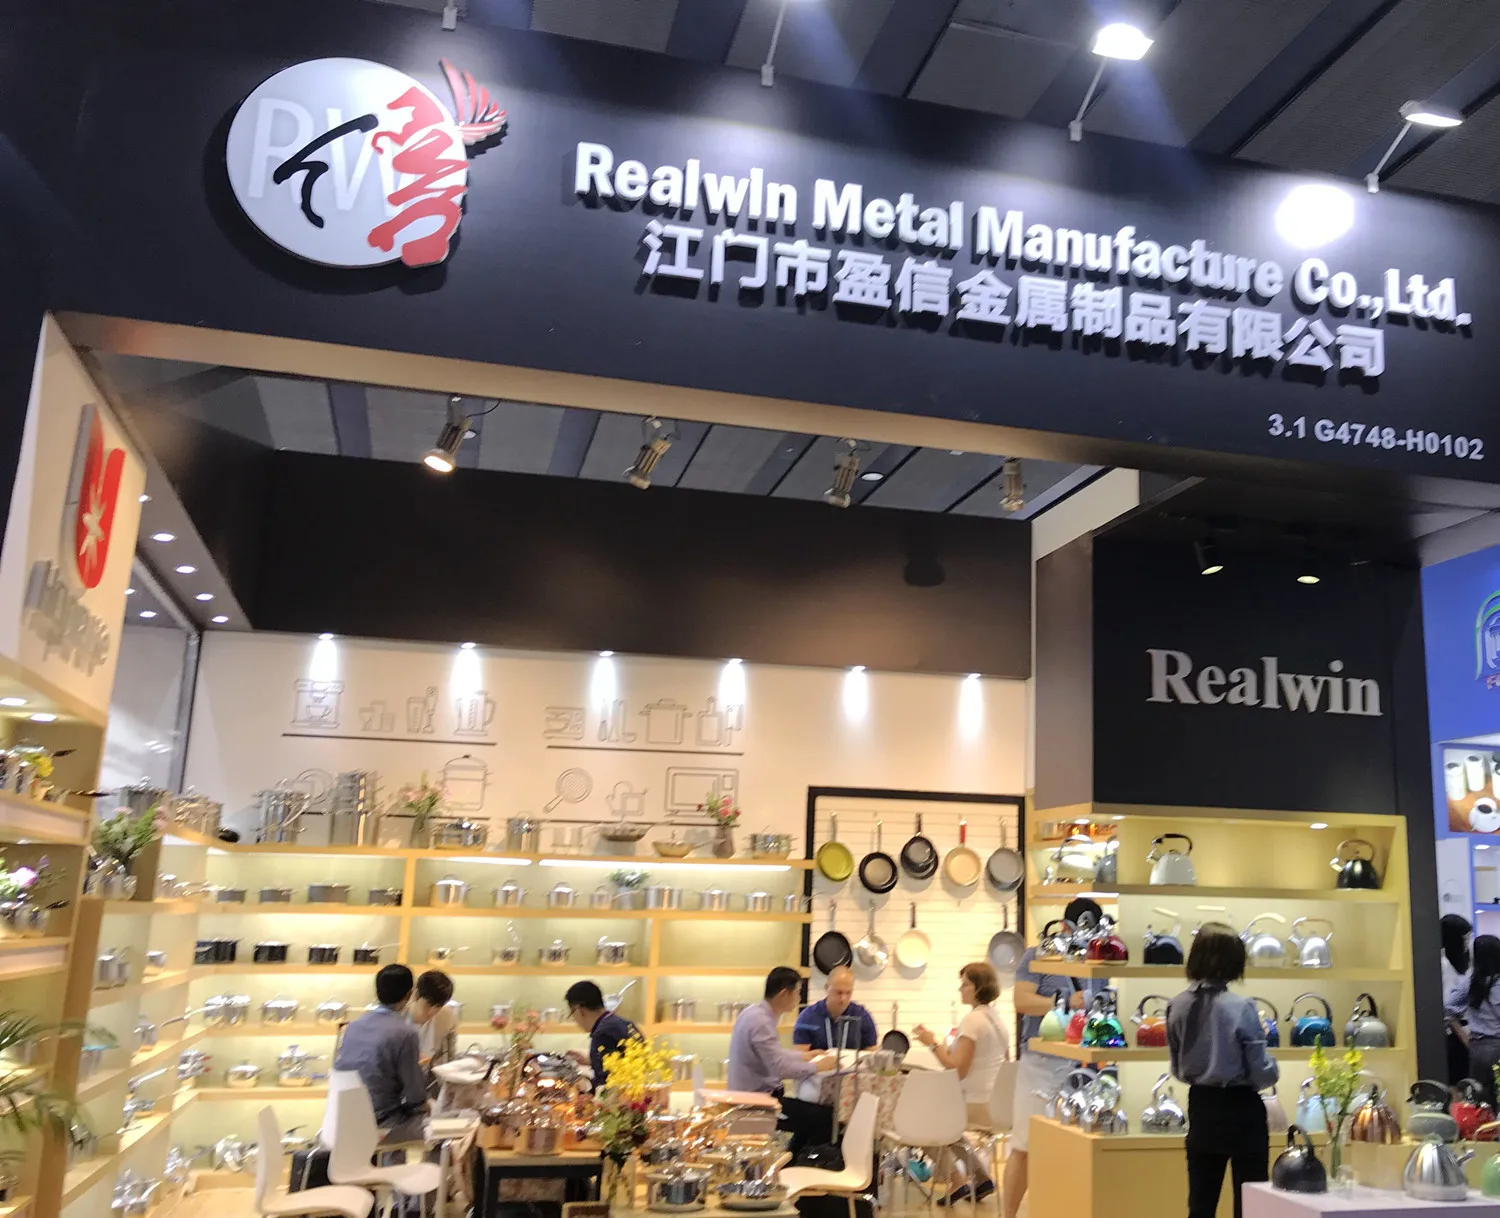 RW
Realwin Metal Manufacture Co.,Ltd.
江门市盈信金属制品有限公司
3.1 G4748-H0102
Realwin